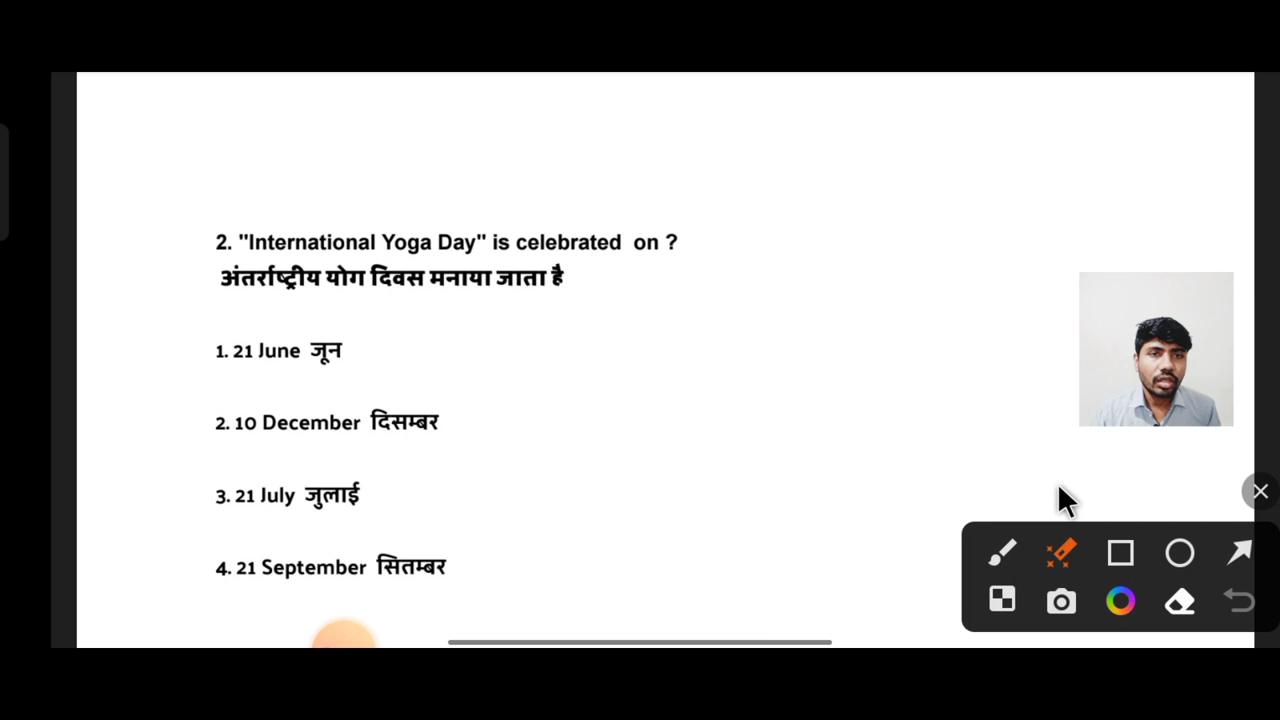 2. "International Yoga Day" is celebrated  on ?
अंतर्राष्ट्रीय योग दिवस मनाया जाता है
1. 21 June  जून
2. 10 December  दिसम्बर
3. 21 July  जुलाई
4. 21 September  सितम्बर